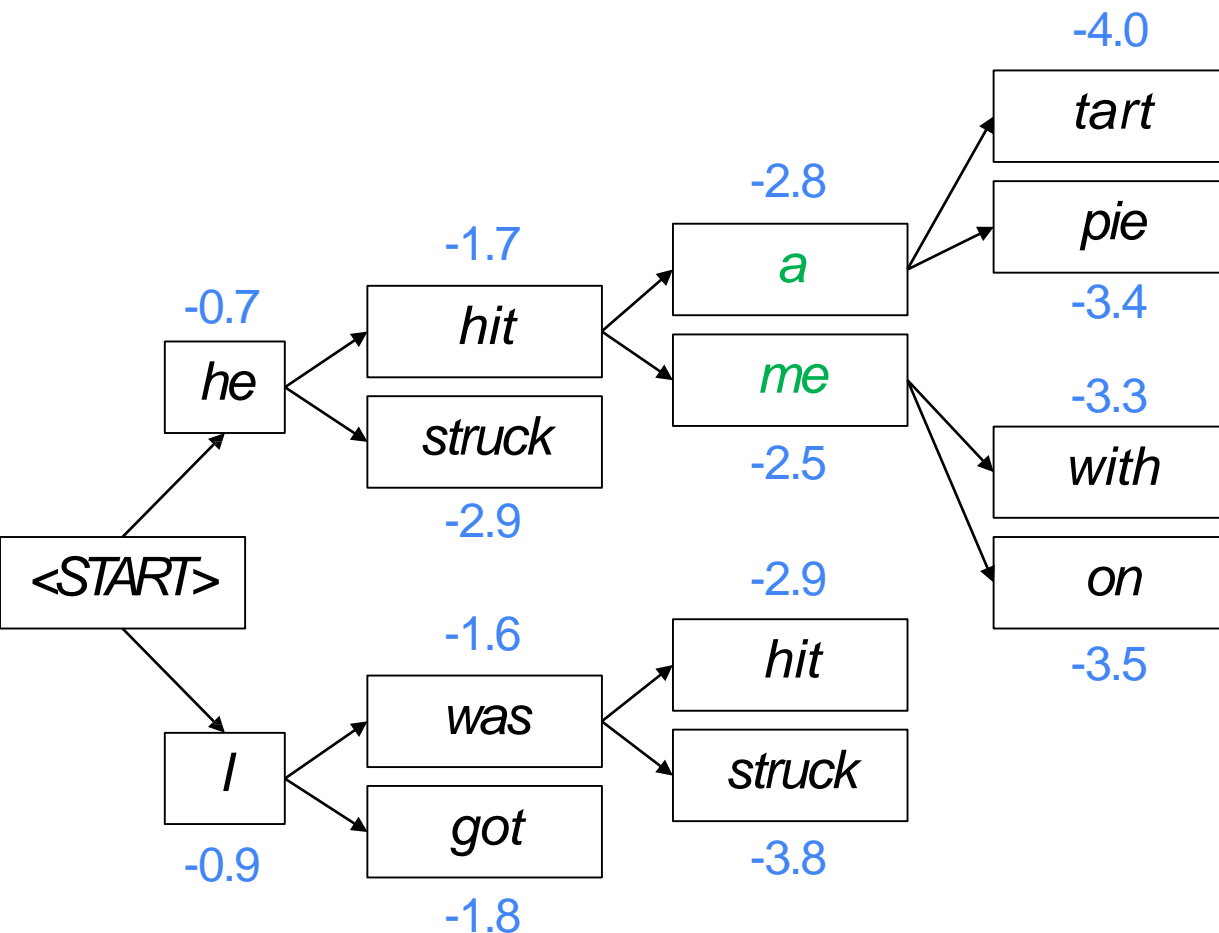 -4.0
tart
-2.8
pie
-1.7
a
-3.4
-0.7
hit
me
-3.3
he
struck
-2.5
with
-2.9
<START>
-2.9
on
-1.6
hit
-3.5
was
I
struck
got
-0.9
-3.8
-1.8